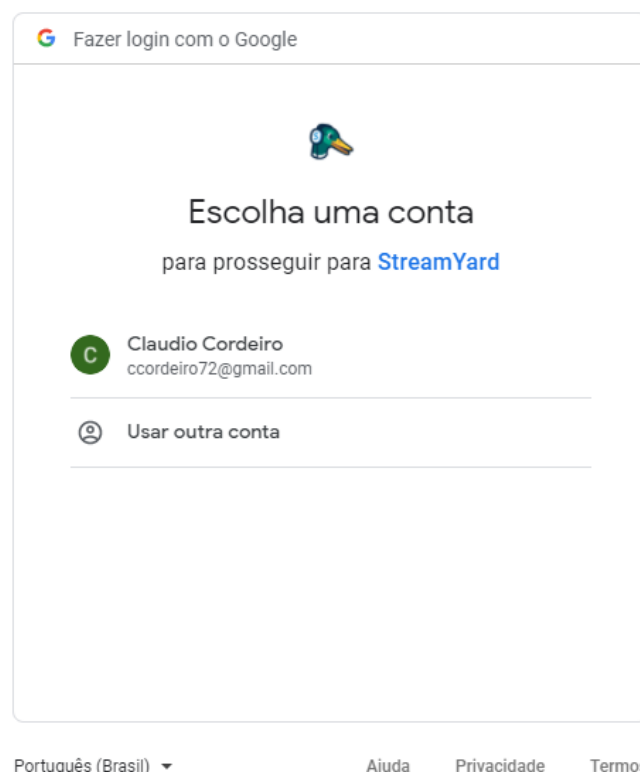 Fazer login com o Google
Escolha uma conta
para prosseguir para StreamYard
C
Claudio Cordeiro
ccordeiro72@gmail.com
Usar outra conta
Português (Brasil)
Ajuda Privacidade Termos